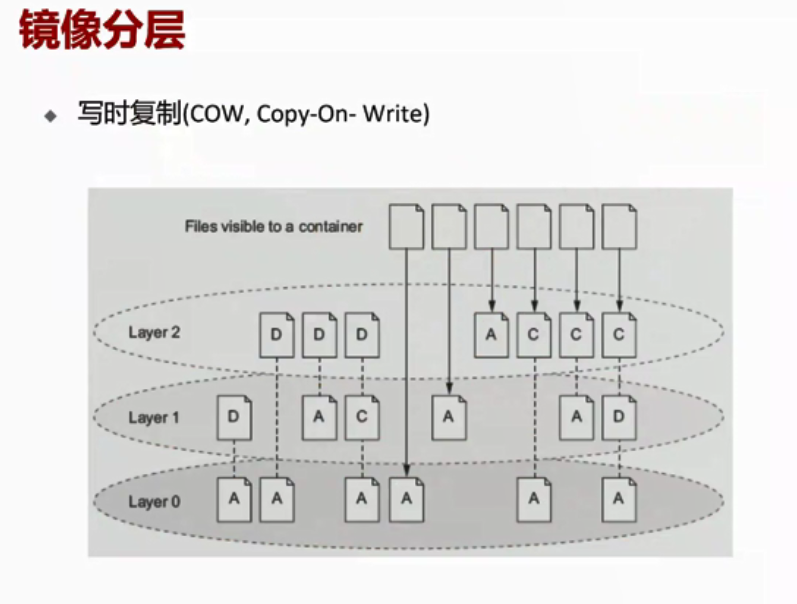 镜像分层
◆ 写时复制(COW, Copy-On- Write)
Files visible to a container
Layer 2 D D D A C C C
Layer 1 D A C A A D
Layer 0 A A A A A A